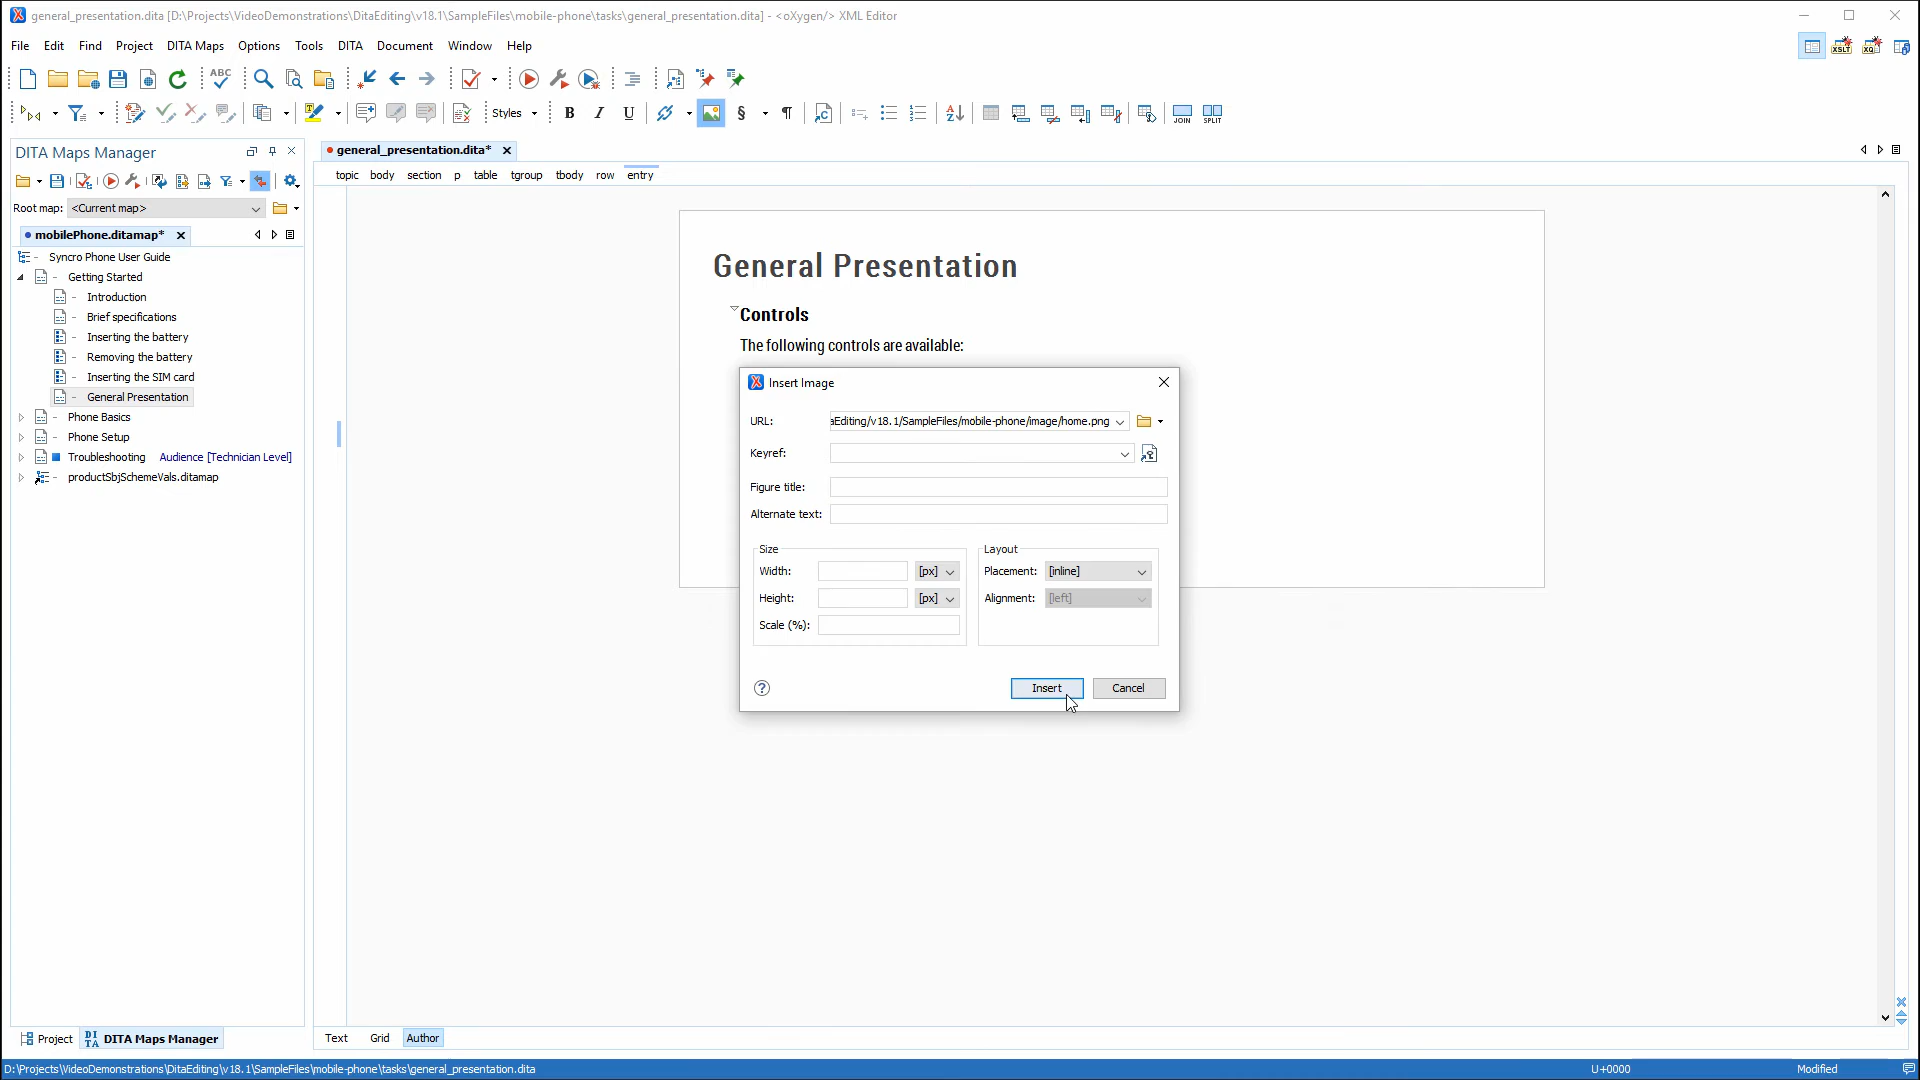 general_presentation.dita [D:\Projects\VideoDemonstrations\DitaEditing\v18.1\SampleFiles\mobile-phone\tasks\general_presentation.dita] - <oXygen/> XML Editor
File Edit Find Project DITA Maps Options Tools DITA Document Window Help
XSLT XQ
ABC
Styles B I U § ¶ JOIN SPLIT
DITA Maps Manager
general_presentation.dita*
topic body section p table tgroup tbody row entry
Root map: <Current map>
mobilePhone.ditamap*
Syncro Phone User Guide
Getting Started
Introduction
Brief specifications
Inserting the battery
Removing the battery
Inserting the SIM card
General Presentation
Phone Basics
Phone Setup
Troubleshooting Audience [Technician Level]
productSbjSchemeVals.ditamap
General Presentation
Controls
The following controls are available:
Insert Image
URL: aEditing/v18.1/SampleFiles/mobile-phone/image/home.png
Keyref:
Figure title:
Alternate text:
Size Layout
Width: [px] Placement: [inline]
Height: [px] Alignment: [left]
Scale (%):
? Insert Cancel
Project DITA DITA Maps Manager
Text Grid Author
D:\Projects\VideoDemonstrations\DitaEditing\v18.1\SampleFiles\mobile-phone\tasks\general_presentation.dita U+0000 Modified